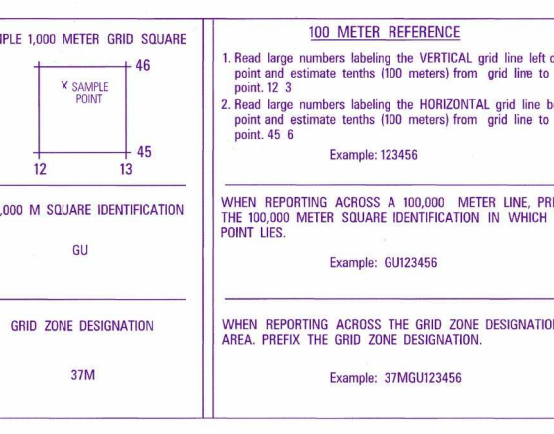 PLE 1,000 METER GRID SQUARE
46
X SAMPLE
POINT
45
12 13
,000 M SQUARE IDENTIFICATION
GU
GRID ZONE DESIGNATION
37M
100 METER REFERENCE
1. Read large numbers labeling the VERTICAL grid line left o
point and estimate tenths (100 meters) from grid line to
point. 12 3
2. Read large numbers labeling the HORIZONTAL grid line be
point and estimate tenths (100 meters) from grid line to
point. 45 6
Example: 123456
WHEN REPORTING ACROSS A 100,000 METER LINE, PRE
THE 100,000 METER SQUARE IDENTIFICATION IN WHICH
POINT LIES.
Example: GU123456
WHEN REPORTING ACROSS THE GRID ZONE DESIGNATION
AREA. PREFIX THE GRID ZONE DESIGNATION.
Example: 37MGU123456